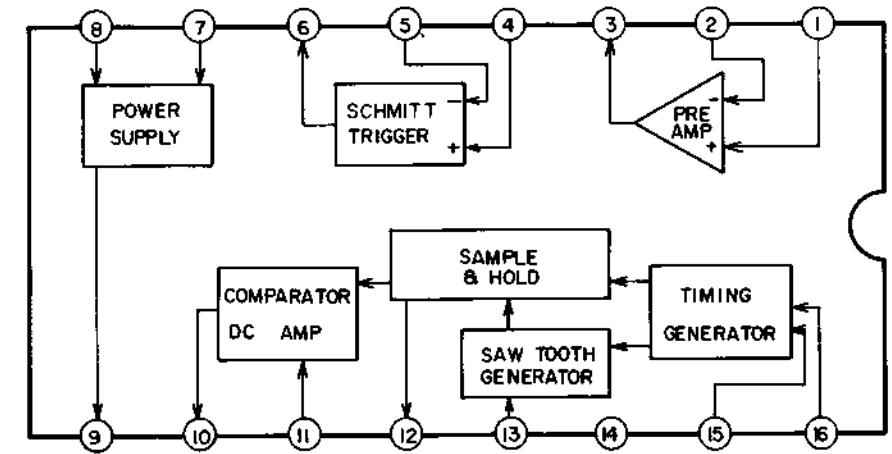 8 7 6 5 4 3 2 1
POWER
SUPPLY
SCHMITT
TRIGGER
−
+
PRE
AMP
-
+
SAMPLE
& HOLD
COMPARATOR
DC AMP
TIMING
GENERATOR
SAW TOOTH
GENERATOR
9 10 11 12 13 14 15 16